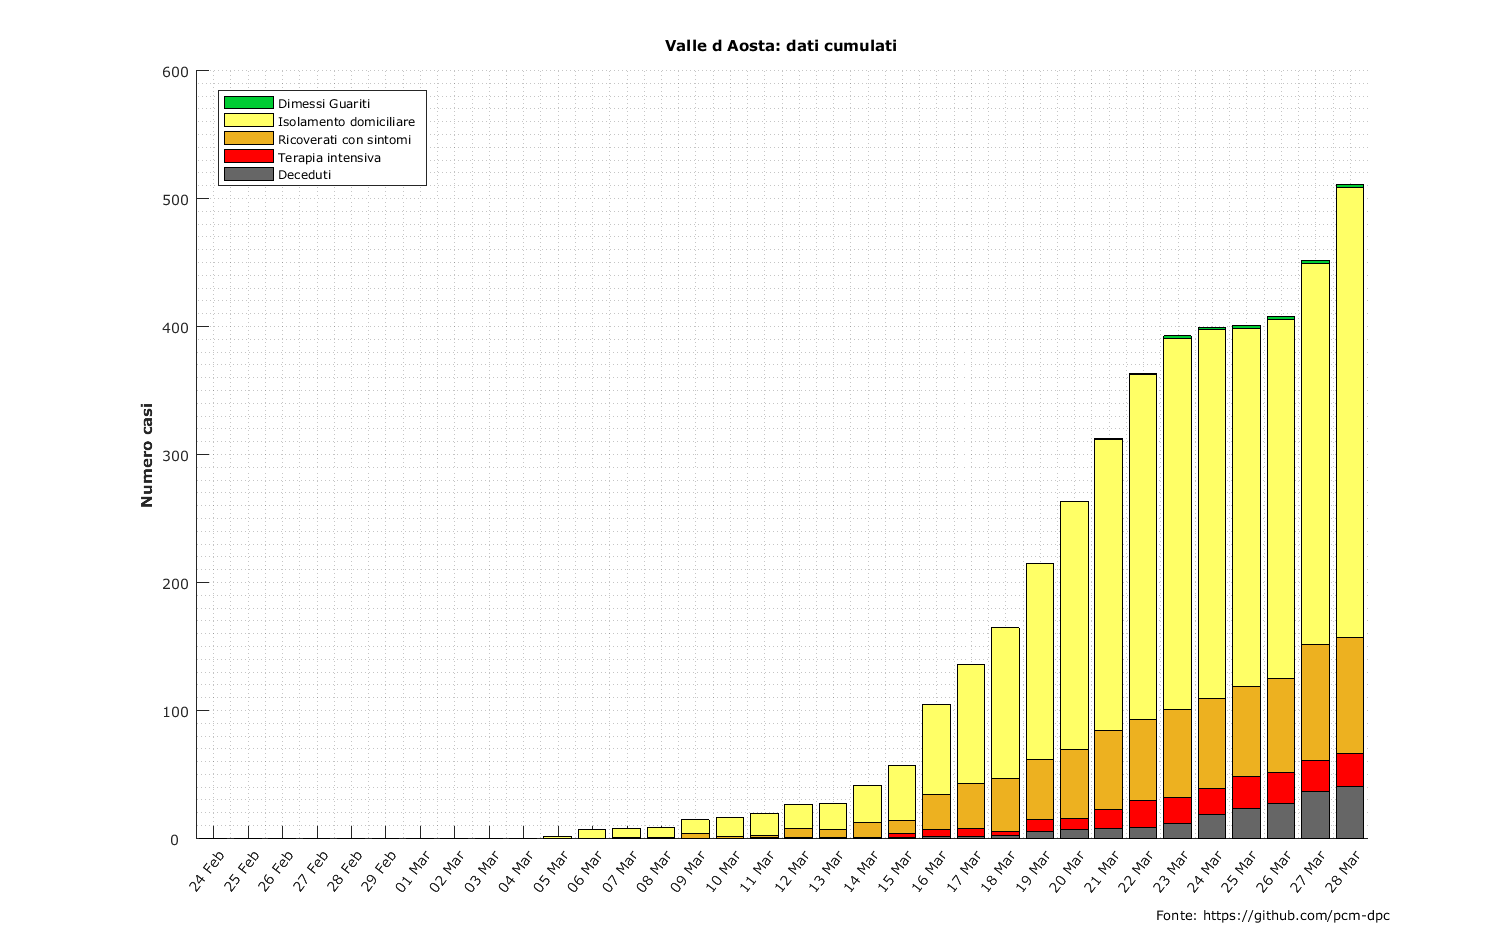 Valle d Aosta: dati cumulati
600
500
400
300
200
100
0
Numero casi
Dimessi Guariti
Isolamento domiciliare
Ricoverati con sintomi
Terapia intensiva
Deceduti
24 Feb
25 Feb
26 Feb
27 Feb
28 Feb
29 Feb
01 Mar
02 Mar
03 Mar
04 Mar
05 Mar
06 Mar
07 Mar
08 Mar
09 Mar
10 Mar
11 Mar
12 Mar
13 Mar
14 Mar
15 Mar
16 Mar
17 Mar
18 Mar
19 Mar
20 Mar
21 Mar
22 Mar
23 Mar
24 Mar
25 Mar
26 Mar
27 Mar
28 Mar
Fonte: https://github.com/pcm-dpc